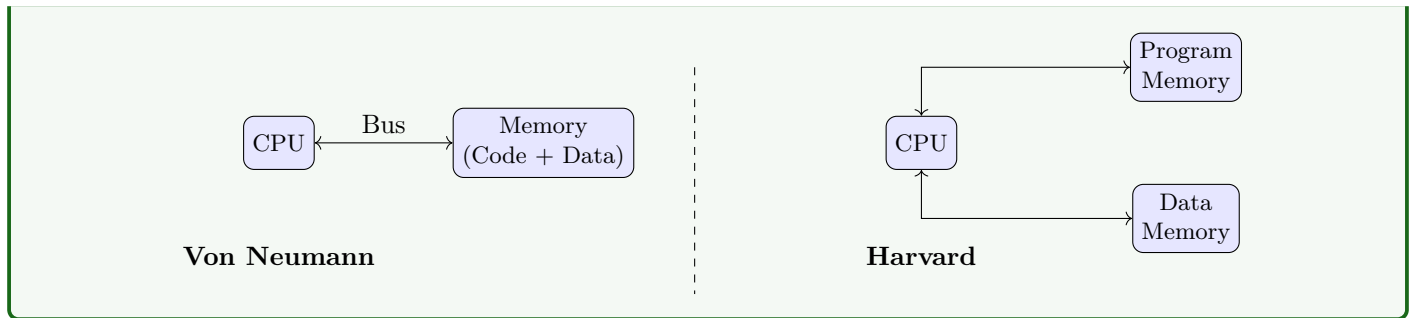 CPU
Bus
Memory
(Code + Data)
Von Neumann
Program
Memory
CPU
Data
Memory
Harvard